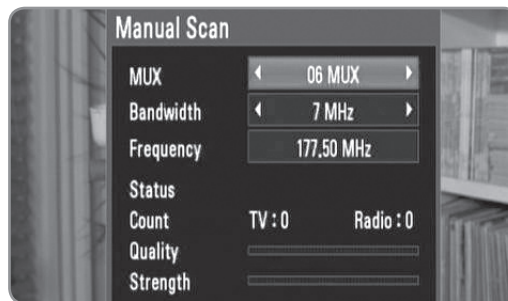 Manual Scan
MUX 06 MUX
Bandwidth 7 MHz
Frequency 177.50 MHz
Status
Count TV : 0 Radio : 0
Quality
Strength